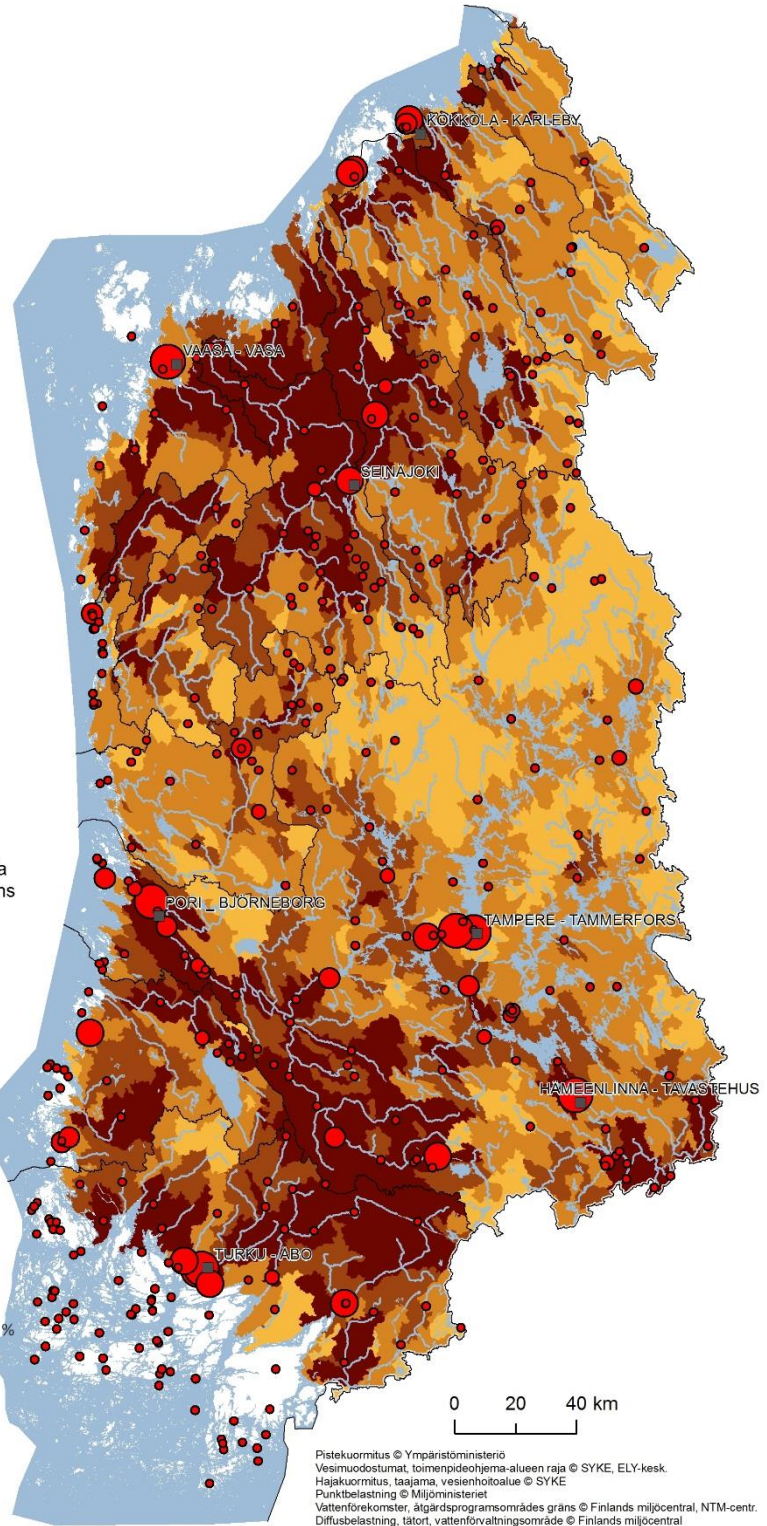 KOKKOLA - KARLEBY
VAASA - VASA
SEINÄJOKI
a
ns
PORI _ BJÖRNEBORG
TAMPERE - TAMMERFORS
HÄMEENLINNA - TAVASTEHUS
TURKU - ÅBO
%
0 20 40 km
Pistekuormitus © Ympäristöministeriö
Vesimuodostumat, toimenpideohjema-alueen raja © SYKE, ELY-kesk.
Hajakuormitus, taajama, vesienhoitoalue © SYKE
Punktbelastning © Miljöministeriet
Vattenförekomster, åtgärdsprogramsområdes gräns © Finlands miljöcentral, NTM-centr.
Diffusbelastning, tätort, vattenförvaltningsområde © Finlands miljöcentral